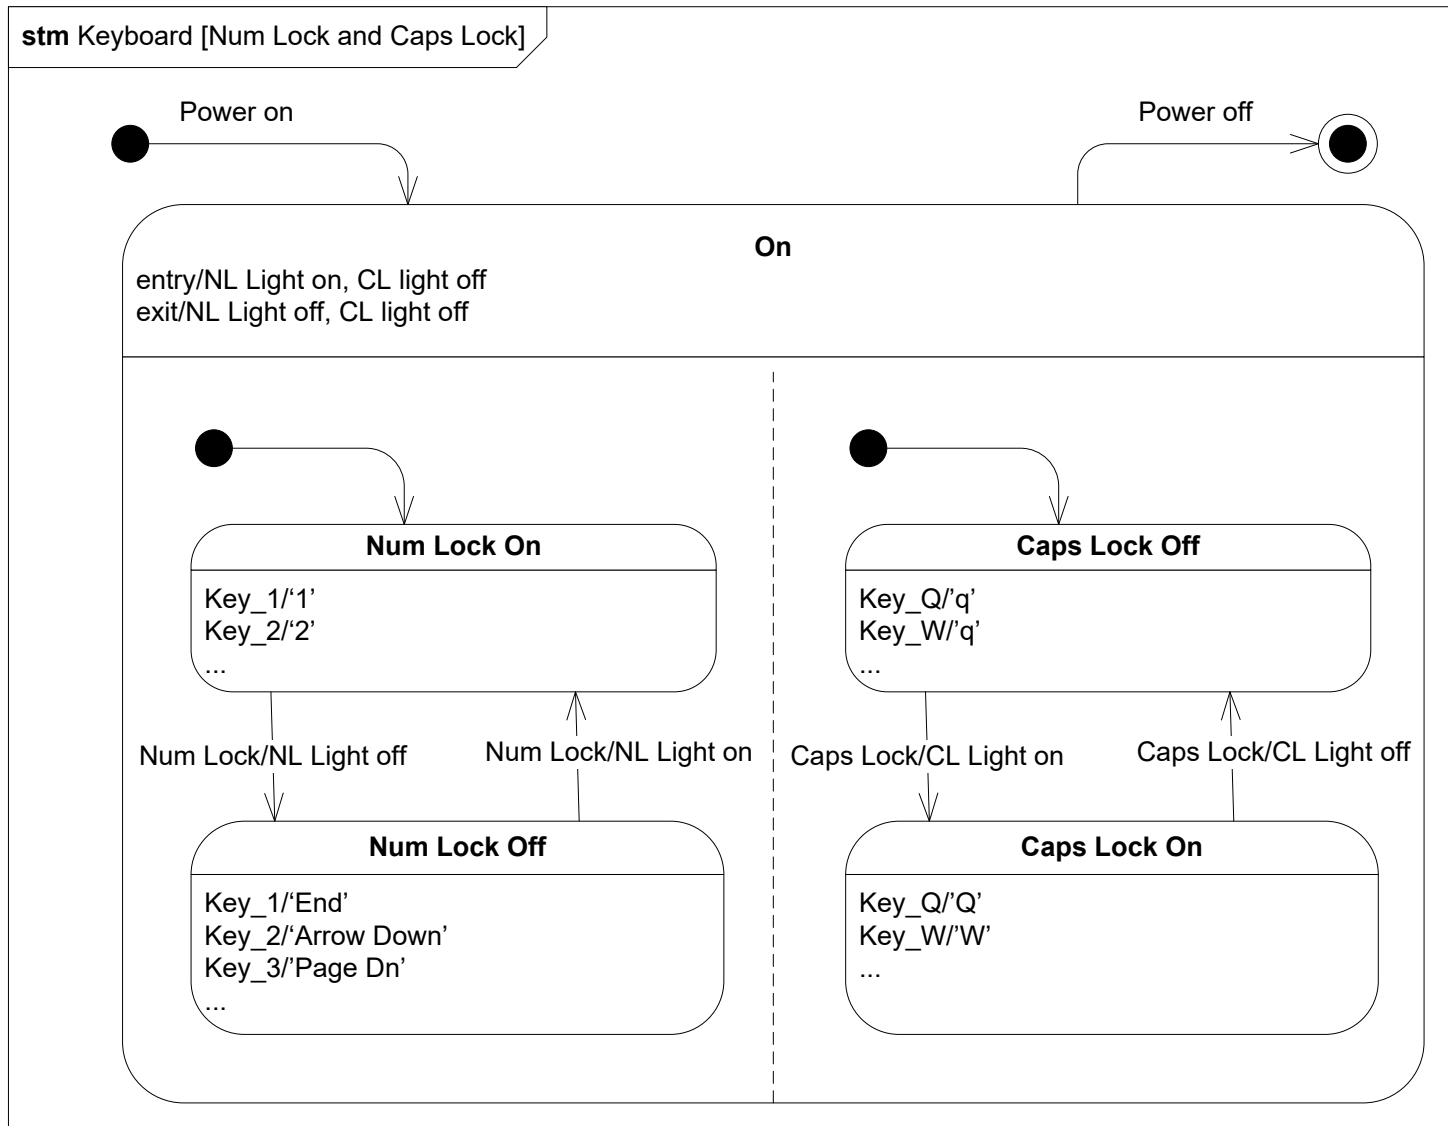 stm Keyboard [Num Lock and Caps Lock]
Power on
Power off
On
entry/NL Light on, CL light off
exit/NL Light off, CL light off
Num Lock On
Key_1/‘1’
Key_2/‘2’
...
Caps Lock Off
Key_Q/’q’
Key_W/’q’
...
Num Lock/NL Light off
Num Lock/NL Light on
Caps Lock/CL Light on
Caps Lock/CL Light off
Num Lock Off
Key_1/‘End’
Key_2/‘Arrow Down’
Key_3/’Page Dn’
...
Caps Lock On
Key_Q/’Q’
Key_W/’W’
...